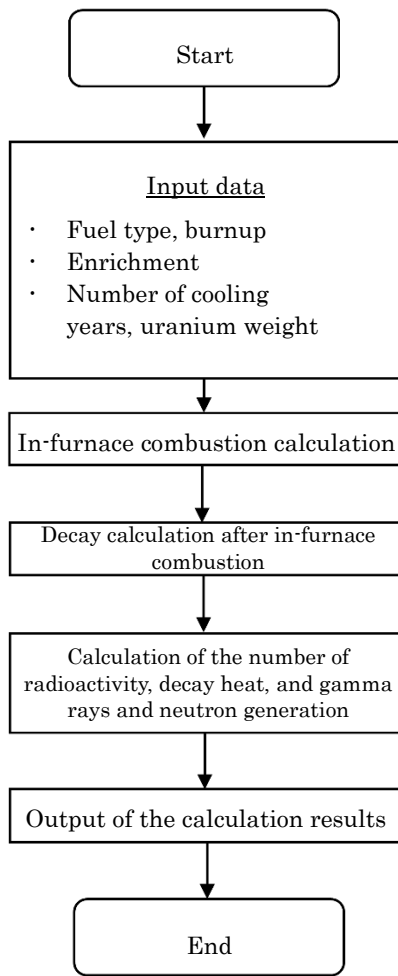 Start
Input data
· Fuel type, burnup
· Enrichment
· Number of cooling
years, uranium weight
In-furnace combustion calculation
Decay calculation after in-furnace
combustion
Calculation of the number of
radioactivity, decay heat, and gamma
rays and neutron generation
Output of the calculation results
End